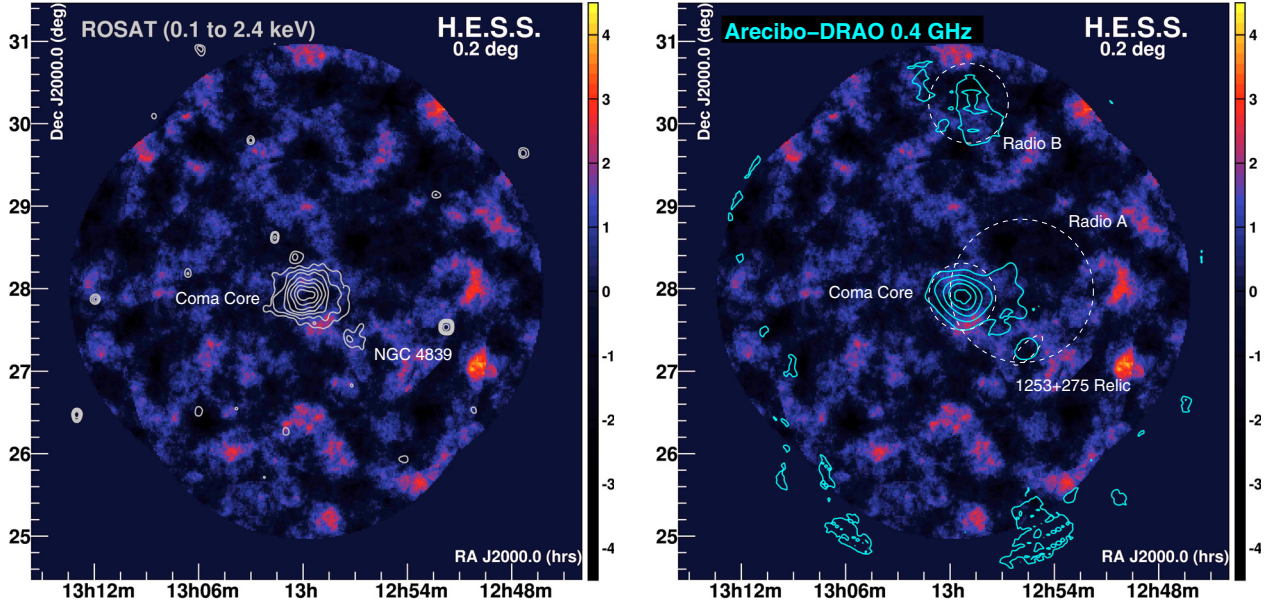 ROSAT (0.1 to 2.4 keV)
H.E.S.S.
0.2 deg
Dec J2000.0 (deg)
31
30
29
28
27
26
25
Coma Core
NGC 4839
RA J2000.0 (hrs)
13h12m
13h06m
13h
12h54m
12h48m
4
3
2
1
0
-1
-2
-3
-4
Arecibo-DRAO 0.4 GHz
H.E.S.S.
0.2 deg
Dec J2000.0 (deg)
31
30
29
28
27
26
25
Radio B
Radio A
Coma Core
1253+275 Relic
RA J2000.0 (hrs)
13h12m
13h06m
13h
12h54m
12h48m
4
3
2
1
0
-1
-2
-3
-4